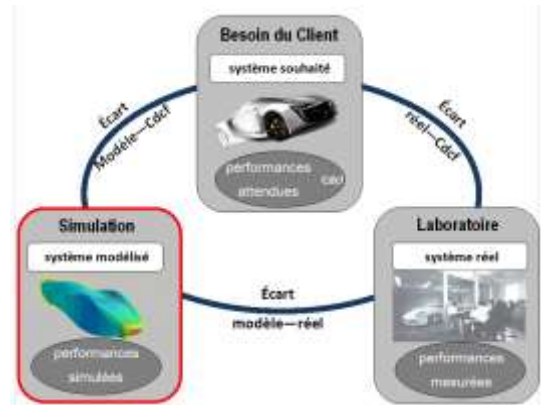 Besoin du Client
système souhaité
performances
attendues
cdcf
Écart
Modèle—Cdcf
Écart
réel—Cdcf
Simulation
système modélisé
performances
simulées
Écart
modèle—réel
Laboratoire
système réel
performances
mesurées